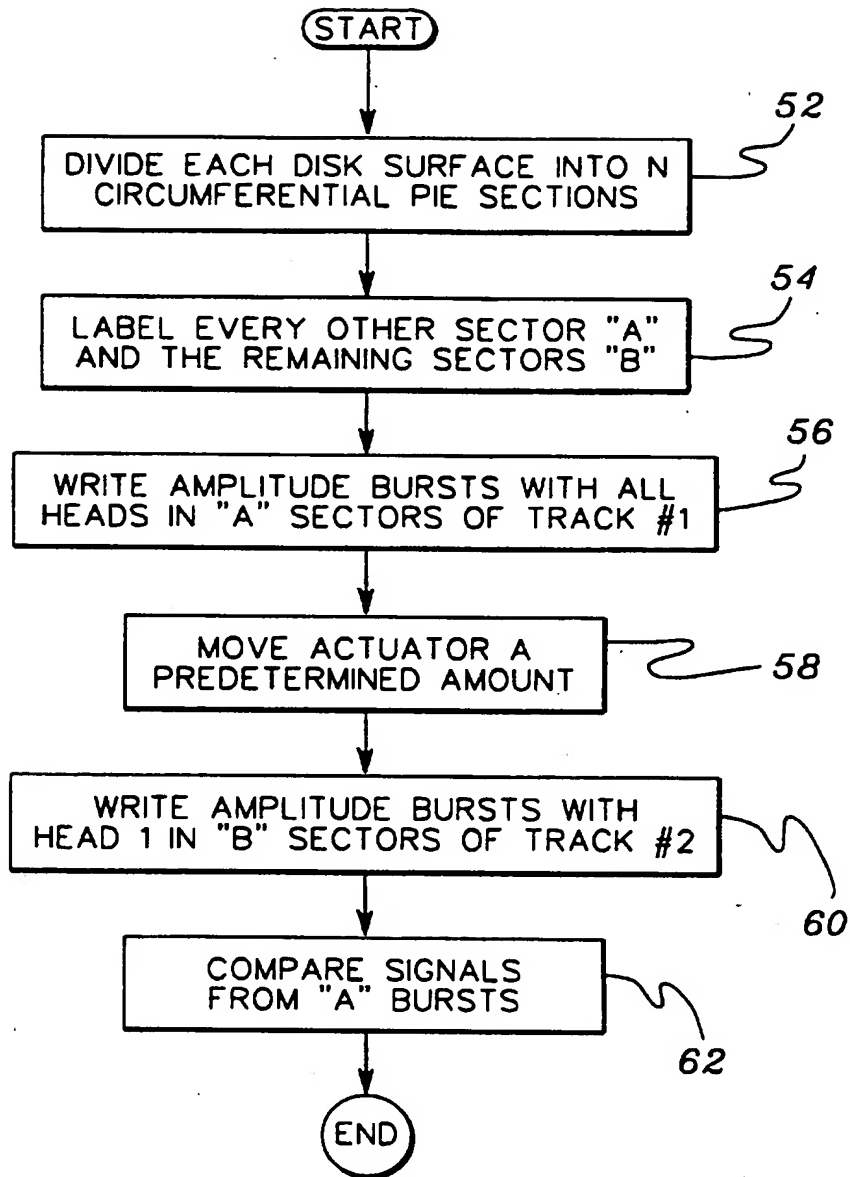 START
DIVIDE EACH DISK SURFACE INTO N
CIRCUMFERENTIAL PIE SECTIONS
52
LABEL EVERY OTHER SECTOR "A"
AND THE REMAINING SECTORS "B"
54
WRITE AMPLITUDE BURSTS WITH ALL
HEADS IN "A" SECTORS OF TRACK #1
56
MOVE ACTUATOR A
PREDETERMINED AMOUNT
58
WRITE AMPLITUDE BURSTS WITH
HEAD 1 IN "B" SECTORS OF TRACK #2
60
COMPARE SIGNALS
FROM "A" BURSTS
62
END